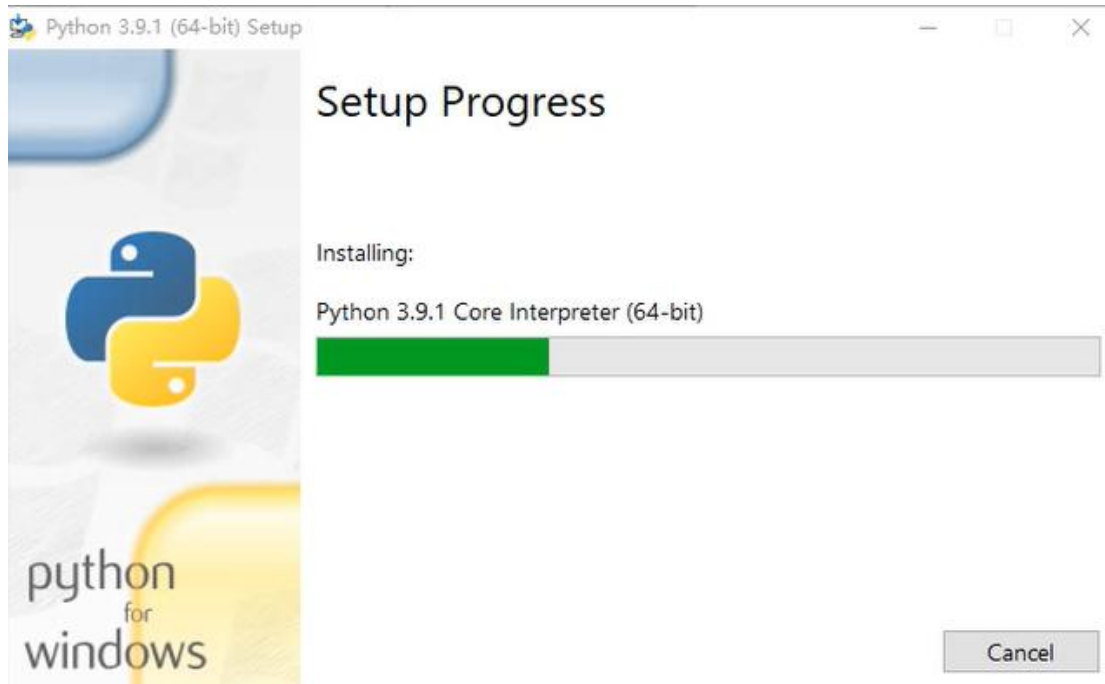 Python 3.9.1 (64-bit) Setup
Setup Progress
Installing:
Python 3.9.1 Core Interpreter (64-bit)
python
for
windows
Cancel